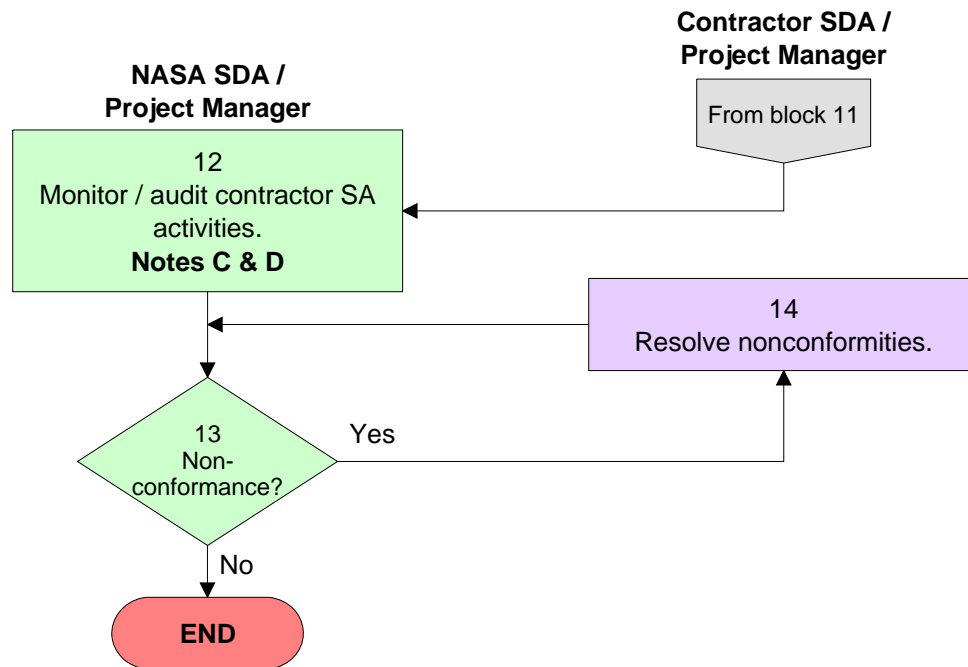 Contractor SDA /
Project Manager
NASA SDA /
Project Manager
From block 11
12
Monitor / audit contractor SA
activities.
Notes C & D
14
Resolve nonconformities.
13
Non-
conformance?
Yes
No
END